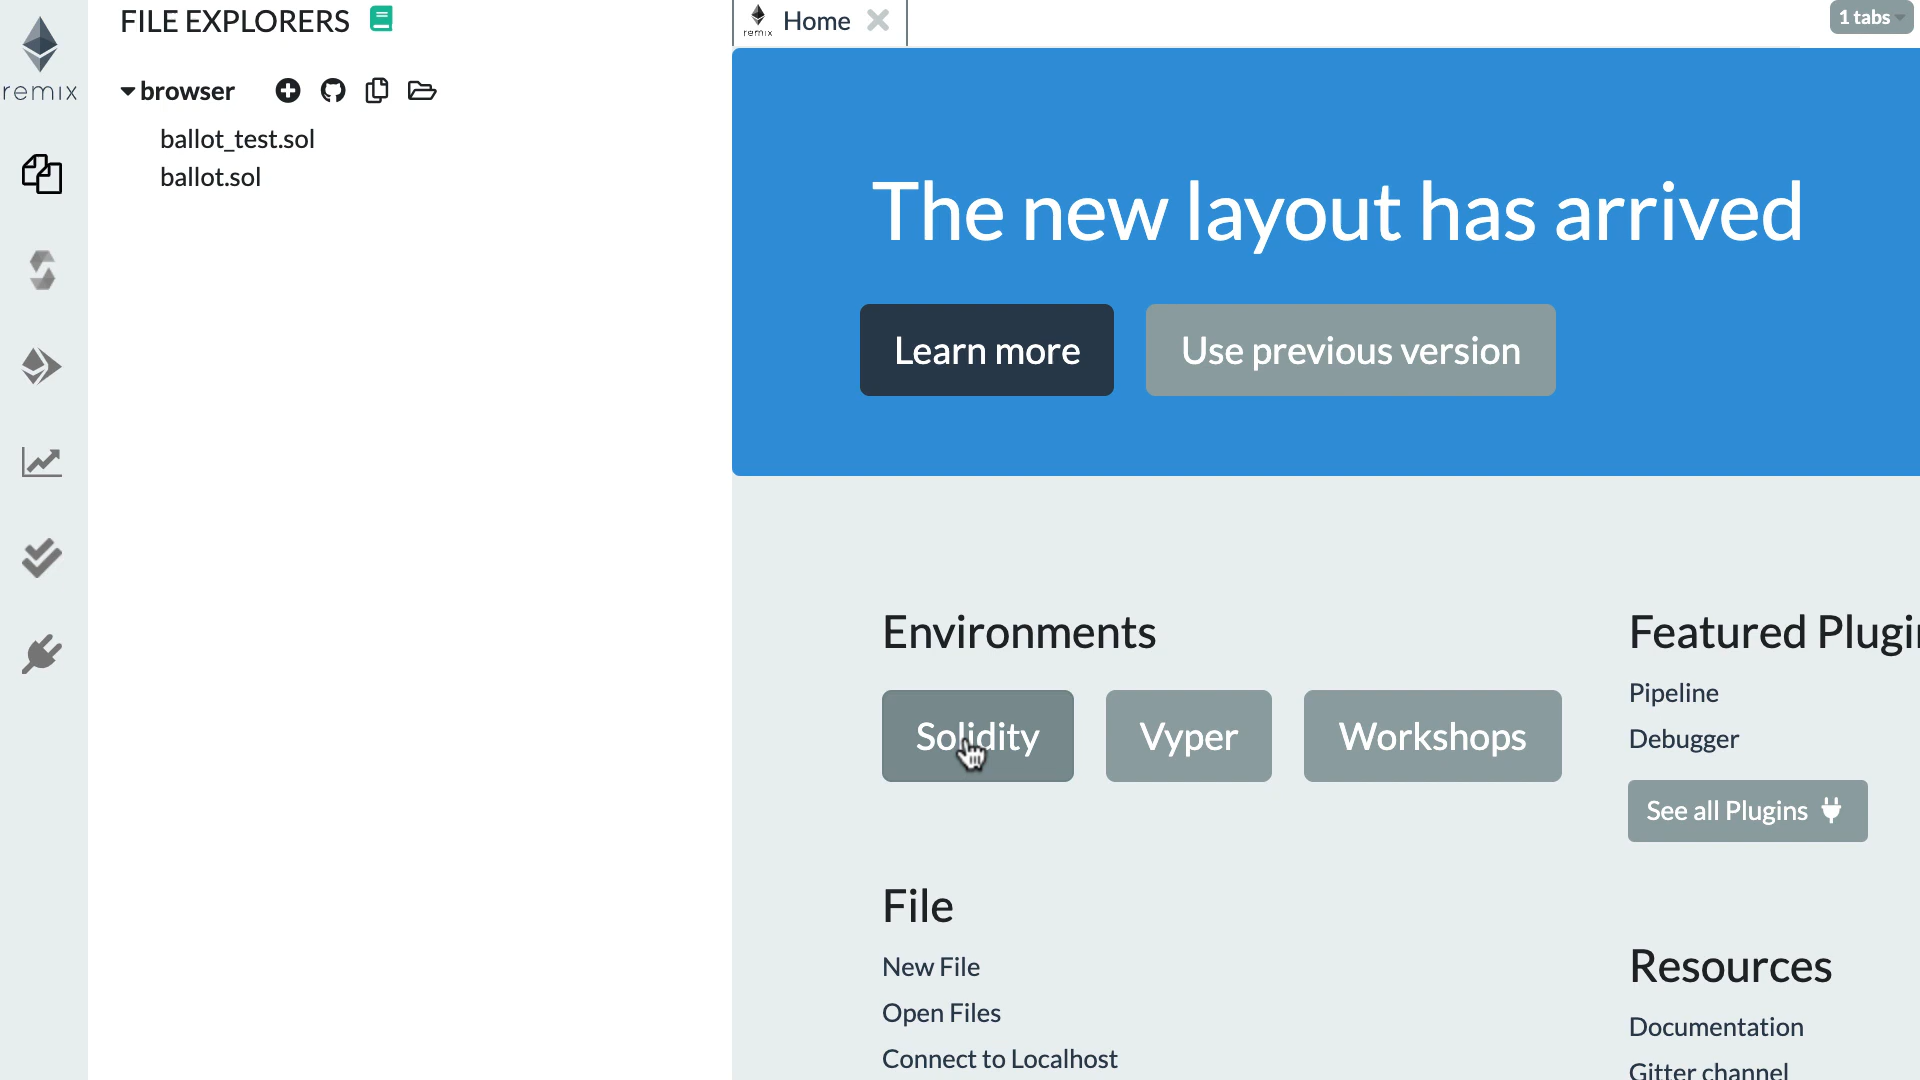 FILE EXPLORERS
remix
browser
ballot_test.sol
ballot.sol
remix Home
1 tabs
The new layout has arrived
Learn more
Use previous version
Environments
Solidity
Vyper
Workshops
File
New File
Open Files
Connect to Localhost
Featured
Pipeline
Debugger
See all Plugins
Resources
Documentation
Gitter channel